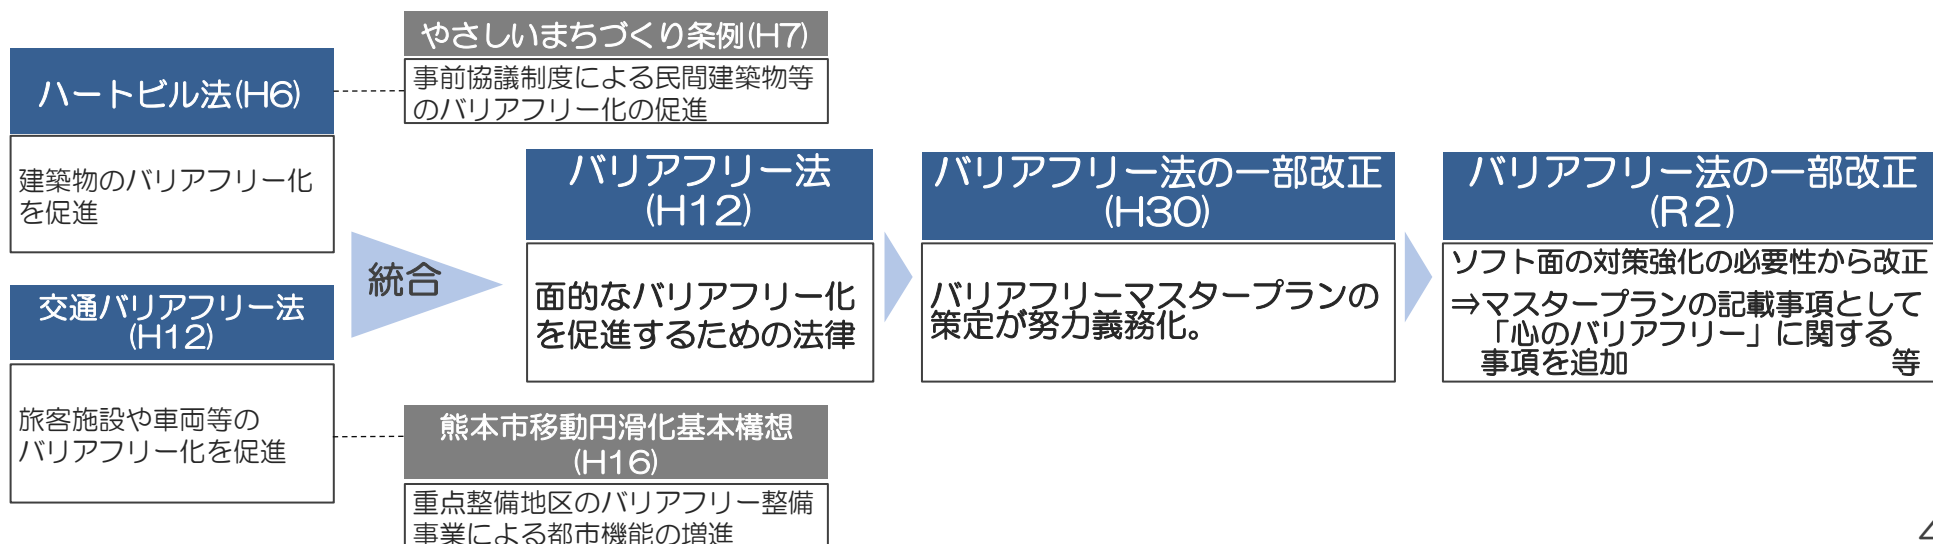 やさしいまちづくり条例(H7)
事前協議制度による民間建築物等
のバリアフリー化の促進
ハートビル法(H6)
建築物のバリアフリー化
を促進
交通バリアフリー法
(H12)
旅客施設や車両等の
バリアフリー化を促進
熊本市移動円滑化基本構想
(H16)
重点整備地区のバリアフリー整備
事業による都市機能の増進
統合
バリアフリー法
(H12)
面的なバリアフリー化
を促進するための法律
バリアフリー法の一部改正
(H30)
バリアフリーマスタープランの
策定が努力義務化。
バリアフリー法の一部改正
(R2)
ソフト面の対策強化の必要性から改正
⇒マスタープランの記載事項として
「心のバリアフリー」に関する
事項を追加 等